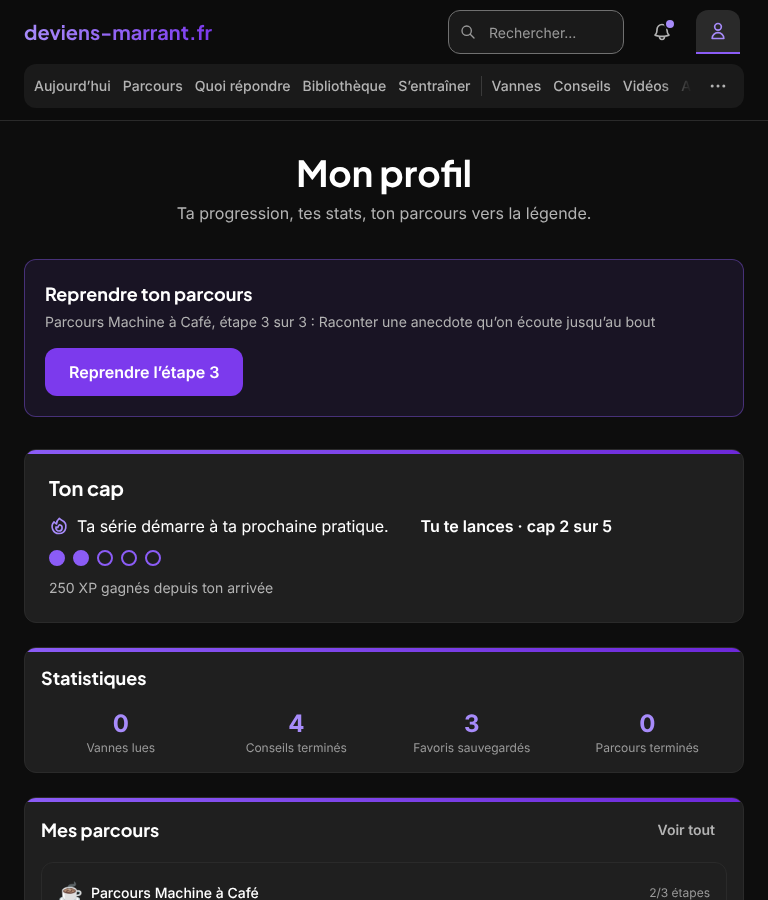 deviens-marrant.fr
Rechercher...
Aujourd’hui Parcours Quoi répondre Bibliothèque S’entraîner Vannes Conseils Vidéos
Mon profil
Ta progression, tes stats, ton parcours vers la légende.
Reprendre ton parcours
Parcours Machine à Café, étape 3 sur 3 : Raconter une anecdote qu’on écoute jusqu’au bout
Reprendre l’étape 3
Ton cap
Ta série démarre à ta prochaine pratique. Tu te lances · cap 2 sur 5
250 XP gagnés depuis ton arrivée
Statistiques
0 4 3 0
Vannes lues Conseils terminés Favoris sauvegardés Parcours terminés
Mes parcours Voir tout
Parcours Machine à Café 2/3 étapes